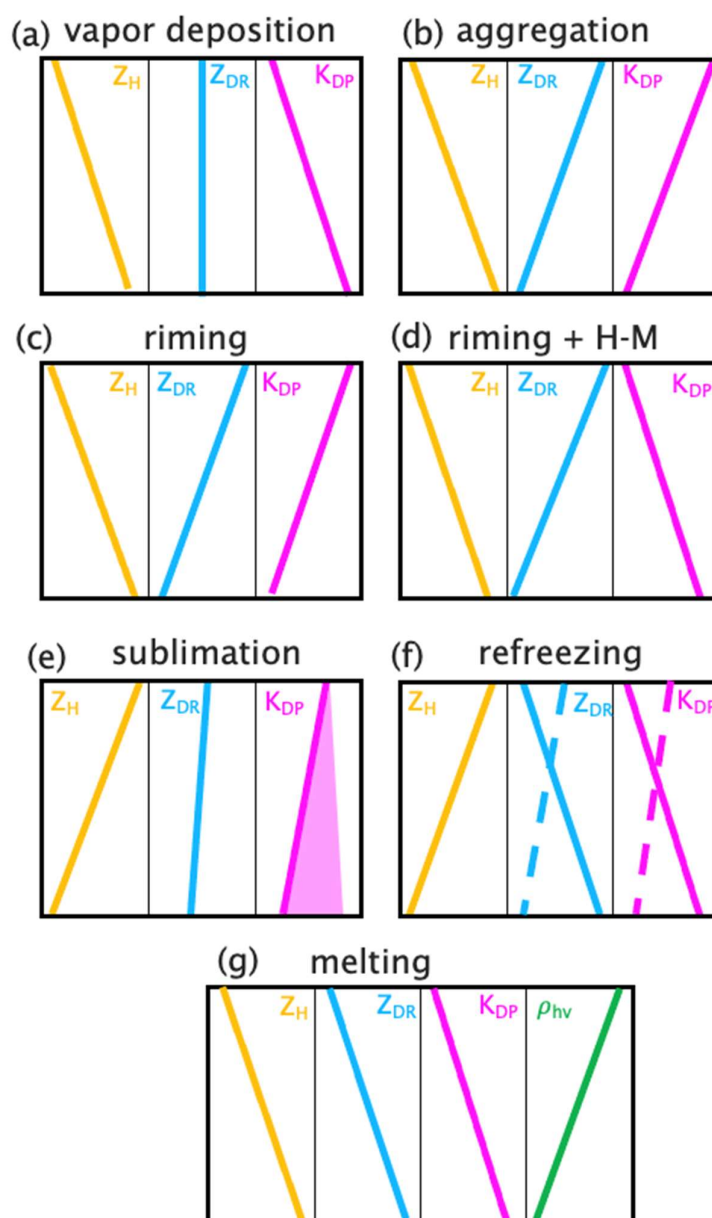 (a) vapor deposition
Z_H Z_DR K_DP
(b) aggregation
Z_H Z_DR K_DP
(c) riming
Z_H Z_DR K_DP
(d) riming + H-M
Z_H Z_DR K_DP
(e) sublimation
Z_H Z_DR K_DP
(f) refreezing
Z_H Z_DR K_DP
(g) melting
Z_H Z_DR K_DP ρ_hv